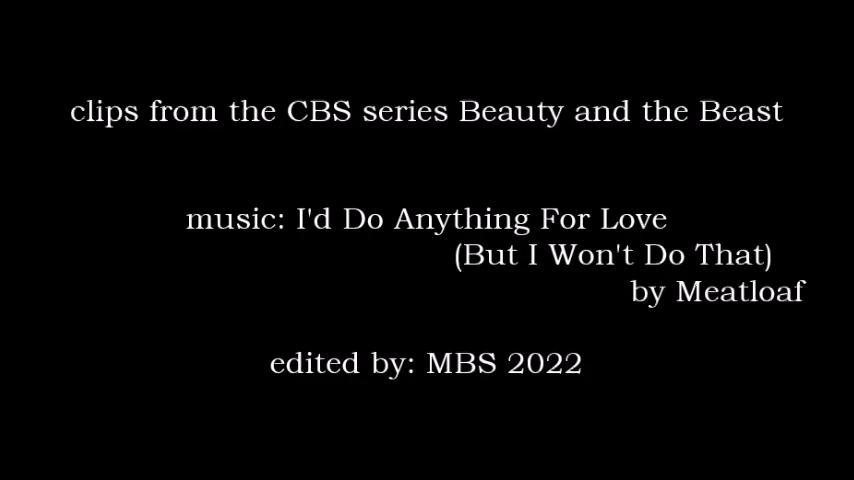 clips from the CBS series Beauty and the Beast
music: I'd Do Anything For Love
(But I Won't Do That)
by Meatloaf
edited by: MBS 2022